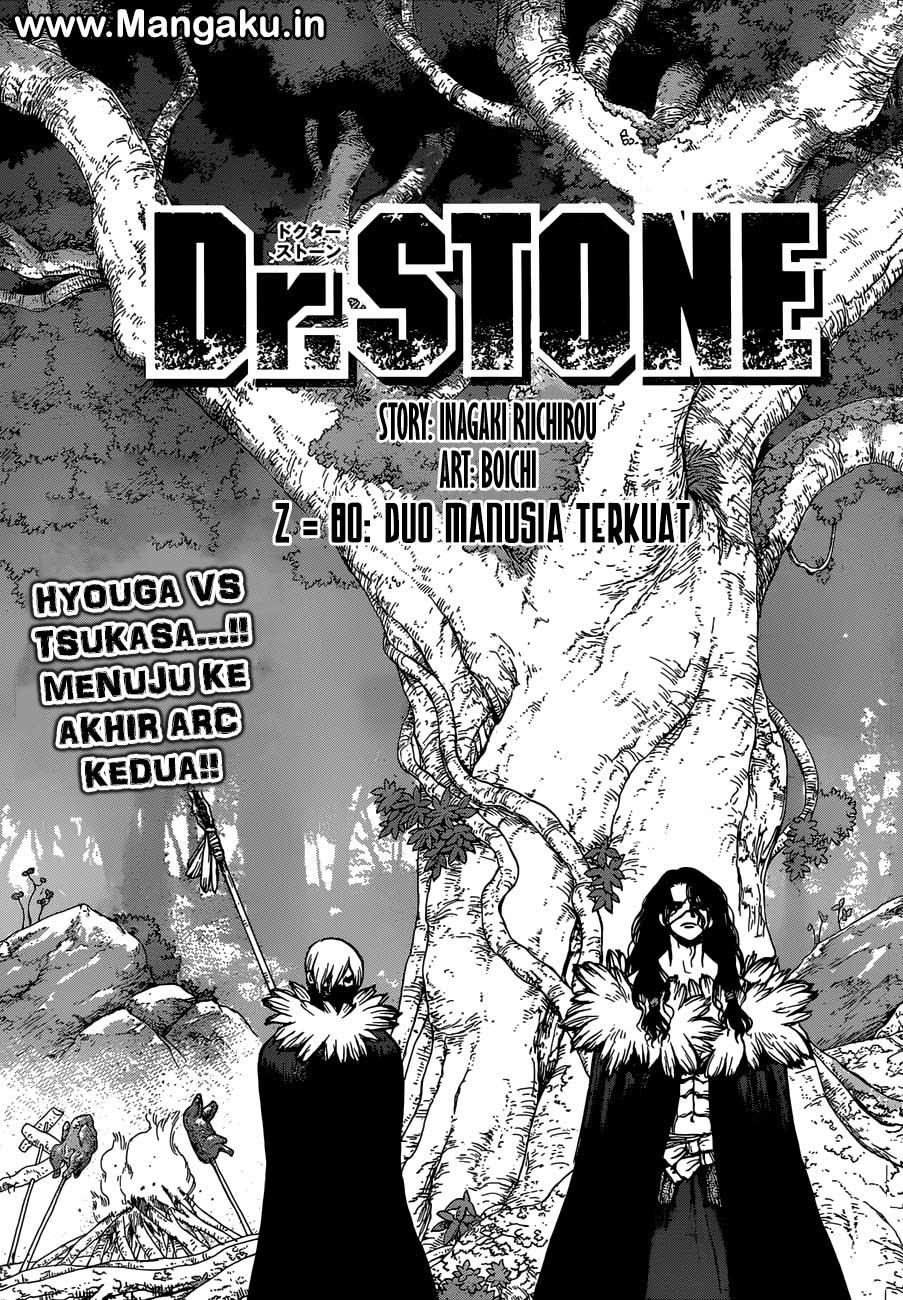 www.Mangaku.in
ドクター
ストーン
Dr.STONE
STORY: INAGAKI RIICHIROU
ART: BOICHI
Z = 80: DUO MANUSIA TERKUAT
HYOUGA VS
TSUKASA...!!
MENUJU KE
AKHIR ARC
KEDUA!!